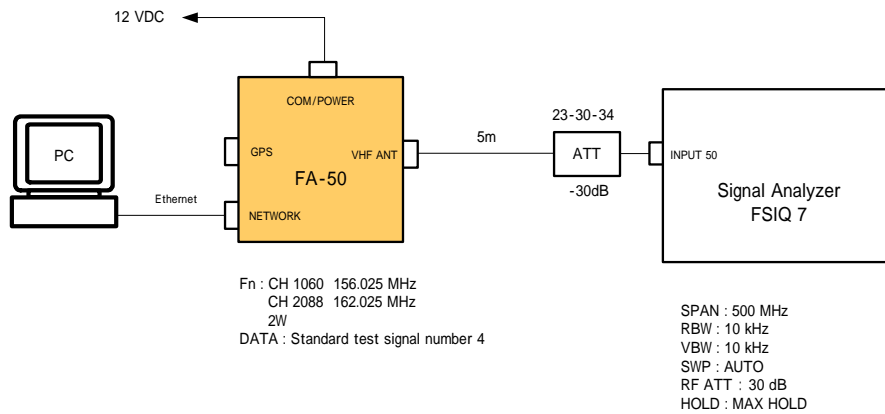 12 VDC
COM/POWER
23-30-34
PC
GPS
VHF ANT
5m
ATT
INPUT 50
FA-50
Signal Analyzer
FSIQ 7
-30dB
Ethernet
NETWORK
Fn : CH 1060 156.025 MHz
CH 2088 162.025 MHz
2W
DATA : Standard test signal number 4
SPAN : 500 MHz
RBW : 10 kHz
VBW : 10 kHz
SWP : AUTO
RF ATT : 30 dB
HOLD : MAX HOLD